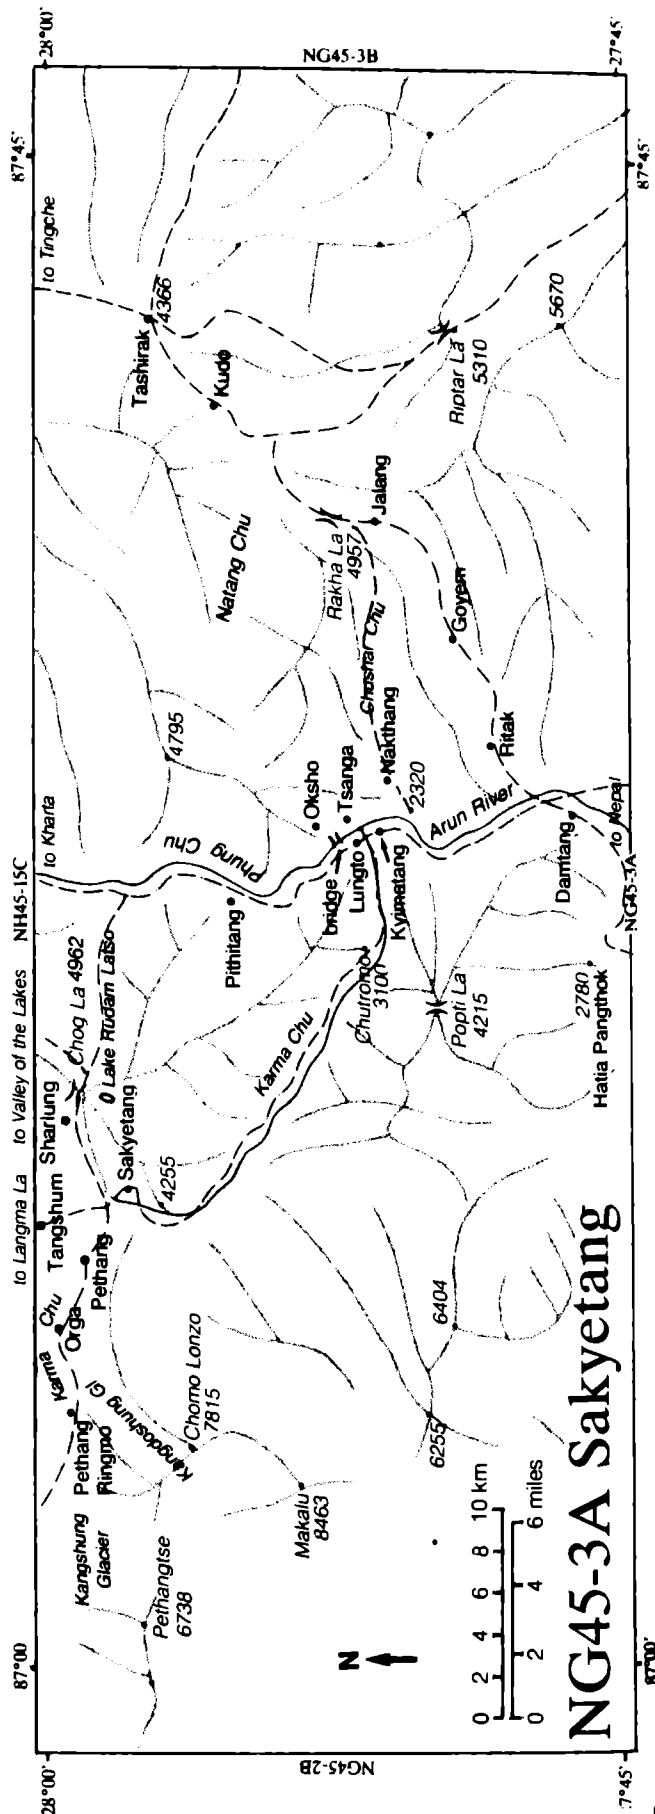 to Langma La
to Valley of the Lakes
NH45-15C
to Kharta
to Tingche
87°00'
87°45'
28°00'
28°00'
NG45-2B
NG45-3B
Kangshung
Glacier
Pethang
Ringmo
Karma
Chu
Orga
Pethang
Tangshum
Sharlung
Chog La 4962
Lake Rudam Latso
Sakyetang
4255
Kangdoshung Gl
Chomo Lonzo
7815
Pethangtse
6738
Makalu
8463
Phung Chu
Pithitang
4795
Natang Chu
Tashirak
4366
Kudo
Oksho
Tsanga
bridge
Lungto
Kyimatang
Karma Chu
Chutromo
3100
Nakthang
Choshar Chu
2320
Arun River
Rakha La
4957
Jalang
Goyem
Ritak
Riptar La
5310
5670
Popti La
4215
6404
6255
2780
Hatia Pangthok
Damtang
to Nepal
N
0 2 4 6 8 10 km
0 2 4 6 miles
NG45-3A Sakyetang
7°45'
27°45'
87°00'
NG45-3A
87°45'